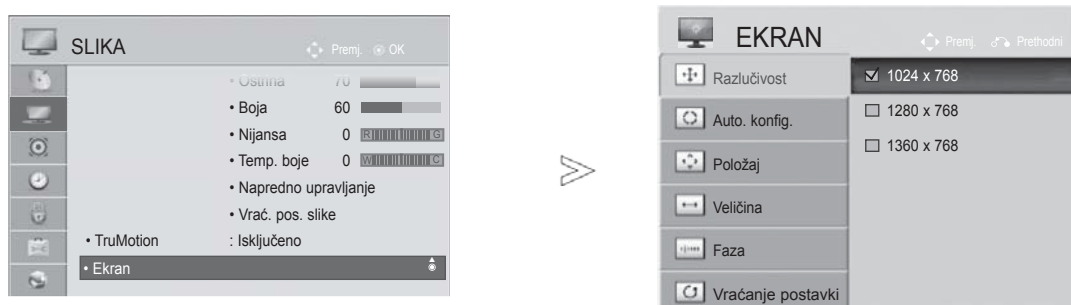 SLIKA
Premj. OK
• Oštrina 70
• Boja 60
• Nijansa 0 R G
• Temp. boje 0 W C
• Napredno upravljanje
• Vrać. pos. slike
• TruMotion : Isključeno
• Ekran
EKRAN
Premj. Prethodni
Razlučivost
Auto. konfig.
Položaj
Veličina
Faza
Vraćanje postavki
1024 x 768
1280 x 768
1360 x 768